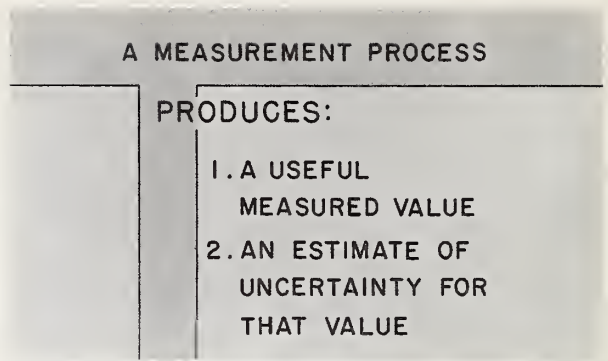 A MEASUREMENT PROCESS
PRODUCES:
1. A USEFUL
MEASURED VALUE
2. AN ESTIMATE OF
UNCERTAINTY FOR
THAT VALUE